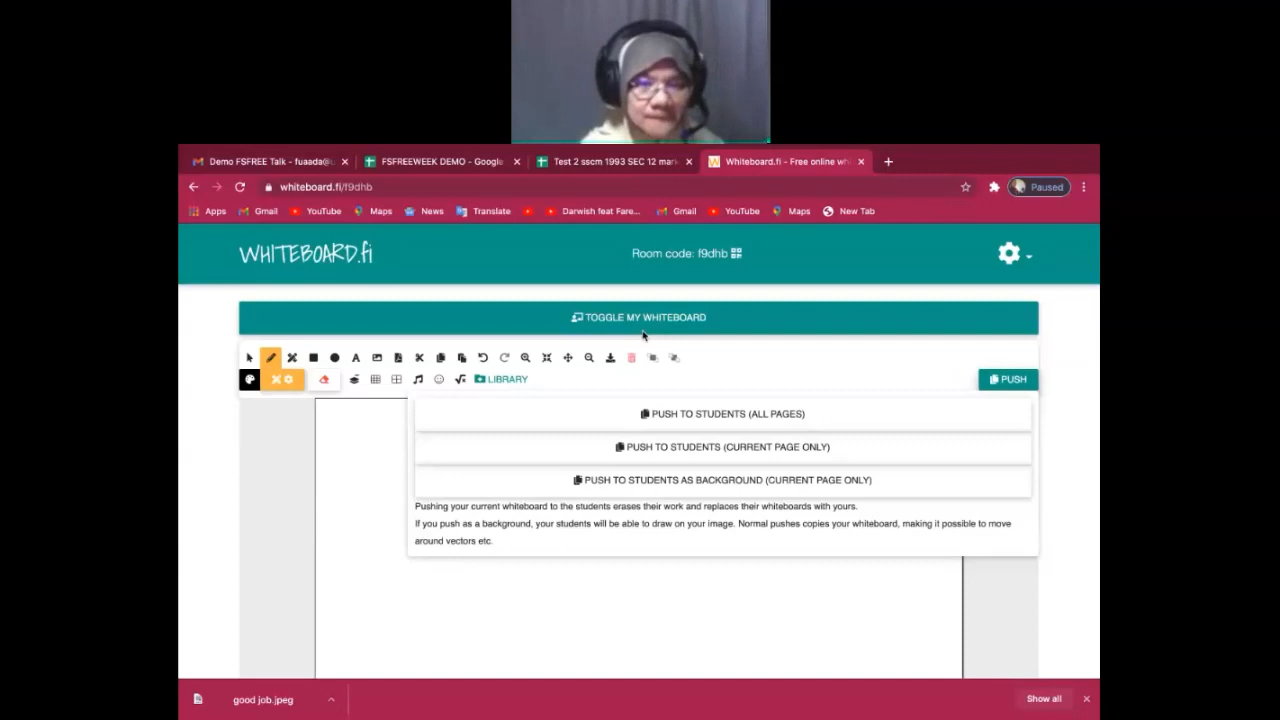 Demo FSFREE Talk - fuaada@
FSFREEWEEK DEMO - Google
Test 2 sscm 1993 SEC 12 mar
Whiteboard.fi - Free online wh
whiteboard.fi/f9dhb
Paused
Apps Gmail YouTube Maps News Translate Darwish feat Fare... Gmail YouTube Maps New Tab
WHITEBOARD.fi
Room code: f9dhb
TOGGLE MY WHITEBOARD
A
LIBRARY
PUSH
PUSH TO STUDENTS (ALL PAGES)
PUSH TO STUDENTS (CURRENT PAGE ONLY)
PUSH TO STUDENTS AS BACKGROUND (CURRENT PAGE ONLY)
Pushing your current whiteboard to the students erases their work and replaces their whiteboards with yours.
If you push as a background, your students will be able to draw on your image. Normal pushes copies your whiteboard, making it possible to move
around vectors etc.
good job.jpeg
Show all